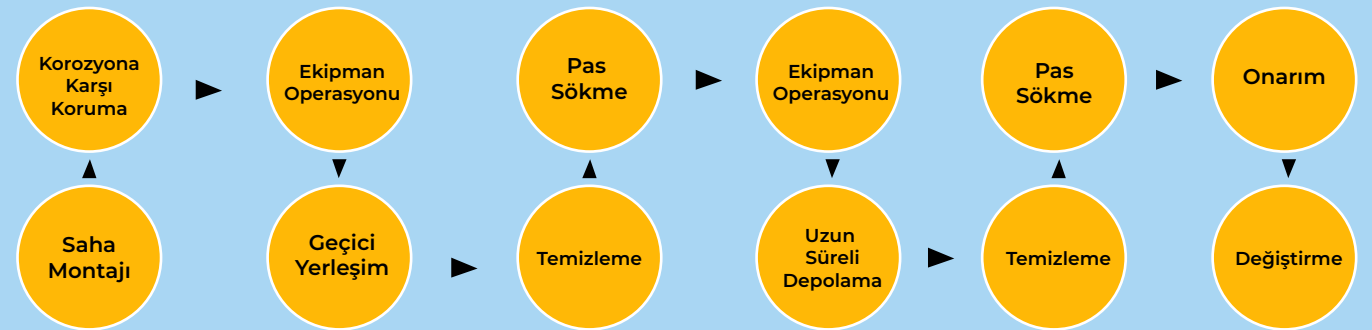 Korozyona
Karşı
Koruma
Ekipman
Operasyonu
Pas
Sökme
Ekipman
Operasyonu
Pas
Sökme
Onarım
Saha
Montajı
Geçici
Yerleşim
Temizleme
Uzun
Süreli
Depolama
Temizleme
Değiştirme